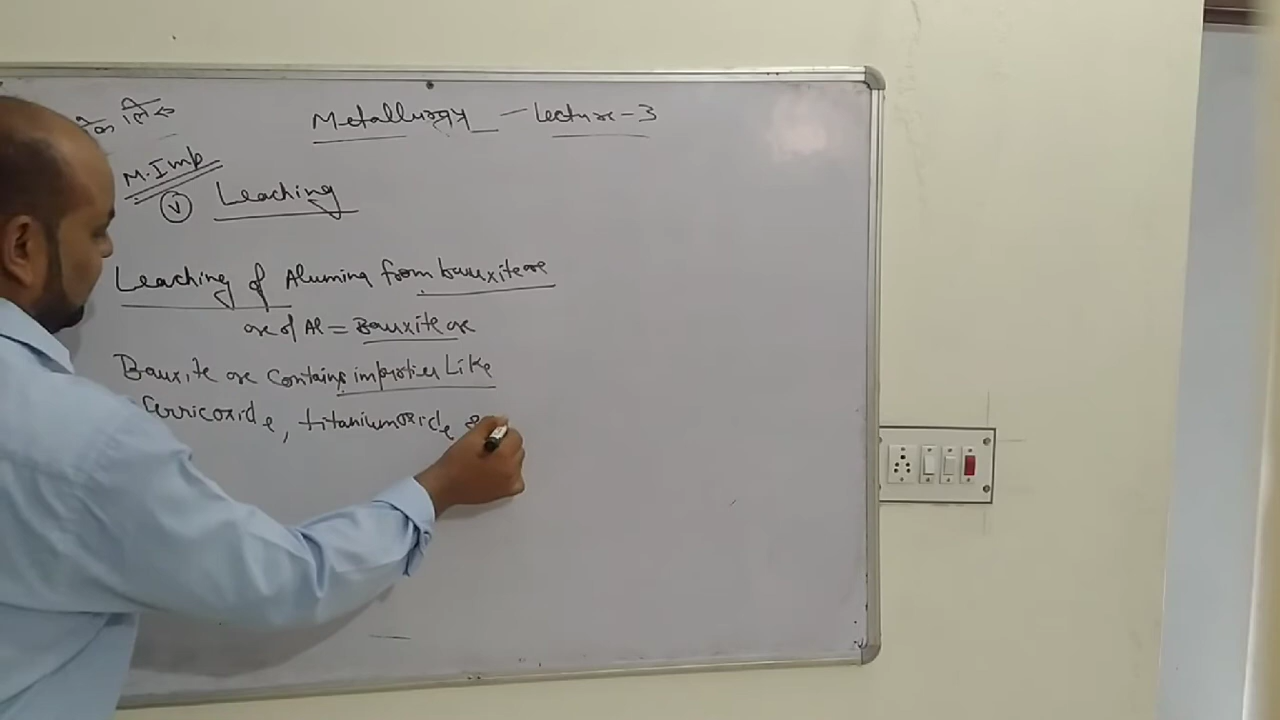 Metallurgy - Lecture-3
M.Imp
(v) Leaching
Leaching of Alumina from bauxite ore
ore of Al = Bauxite ore
Bauxite ore contains impurities Like
ferricoxide, titaniumoxide &